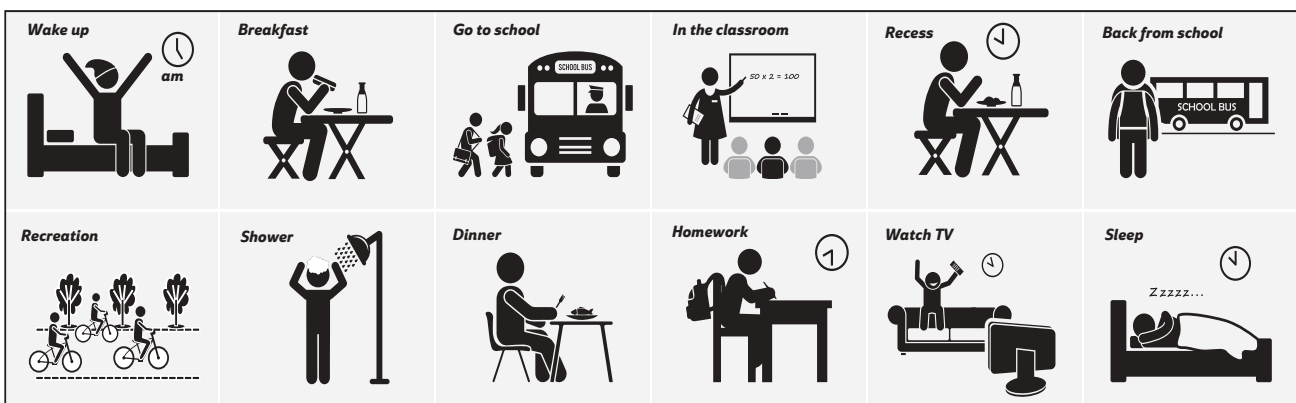 Wake up
am
Breakfast
Go to school
SCHOOL BUS
In the classroom
50 x 2 = 100
Recess
Back from school
SCHOOL BUS
Recreation
Shower
Dinner
Homework
Watch TV
Sleep
Zzzzz...